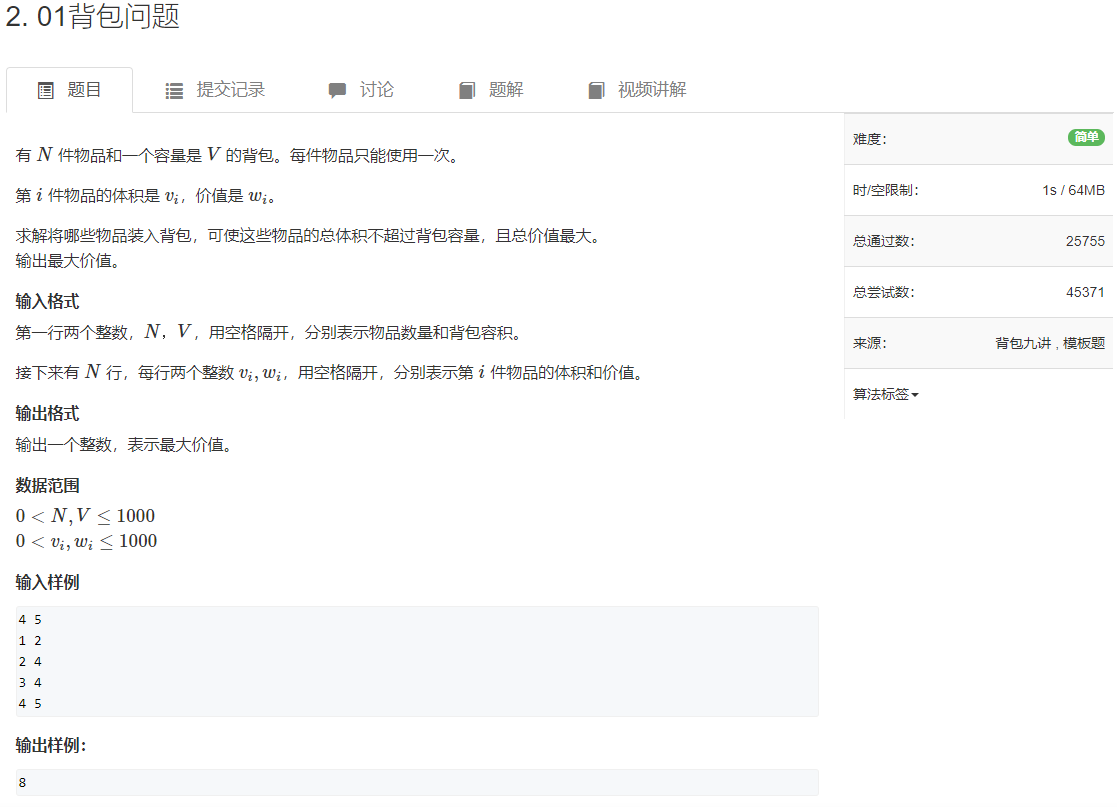 2. 01背包问题
题目 提交记录 讨论 题解 视频讲解
有 N 件物品和一个容量是 V 的背包。每件物品只能使用一次。
第 i 件物品的体积是 vᵢ，价值是 wᵢ。
求解将哪些物品装入背包，可使这些物品的总体积不超过背包容量，且总价值最大。
输出最大价值。
输入格式
第一行两个整数，N，V，用空格隔开，分别表示物品数量和背包容积。
接下来有 N 行，每行两个整数 vᵢ, wᵢ，用空格隔开，分别表示第 i 件物品的体积和价值。
输出格式
输出一个整数，表示最大价值。
数据范围
0 < N, V ≤ 1000
0 < vᵢ, wᵢ ≤ 1000
输入样例
4 5
1 2
2 4
3 4
4 5
输出样例：
8
难度： 简单
时/空限制： 1s / 64MB
总通过数： 25755
总尝试数： 45371
来源： 背包九讲 , 模板题
算法标签